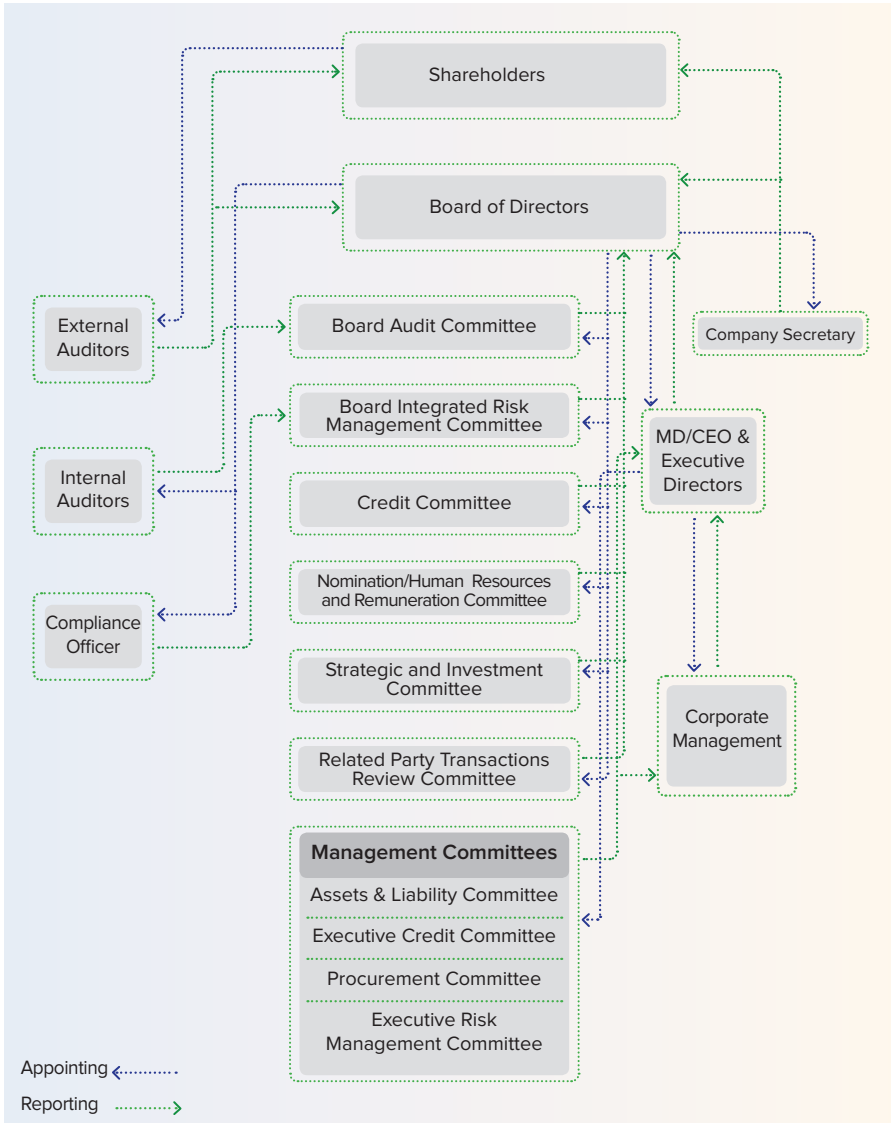 Shareholders
Board of Directors
External
Auditors
Board Audit Committee
Company Secretary
Board Integrated Risk
Management Committee
MD/CEO &
Executive
Directors
Internal
Auditors
Credit Committee
Nomination/Human Resources
and Remuneration Committee
Compliance
Officer
Strategic and Investment
Committee
Corporate
Management
Related Party Transactions
Review Committee
Management Committees
Assets & Liability Committee
Executive Credit Committee
Procurement Committee
Executive Risk
Management Committee
Appointing
Reporting